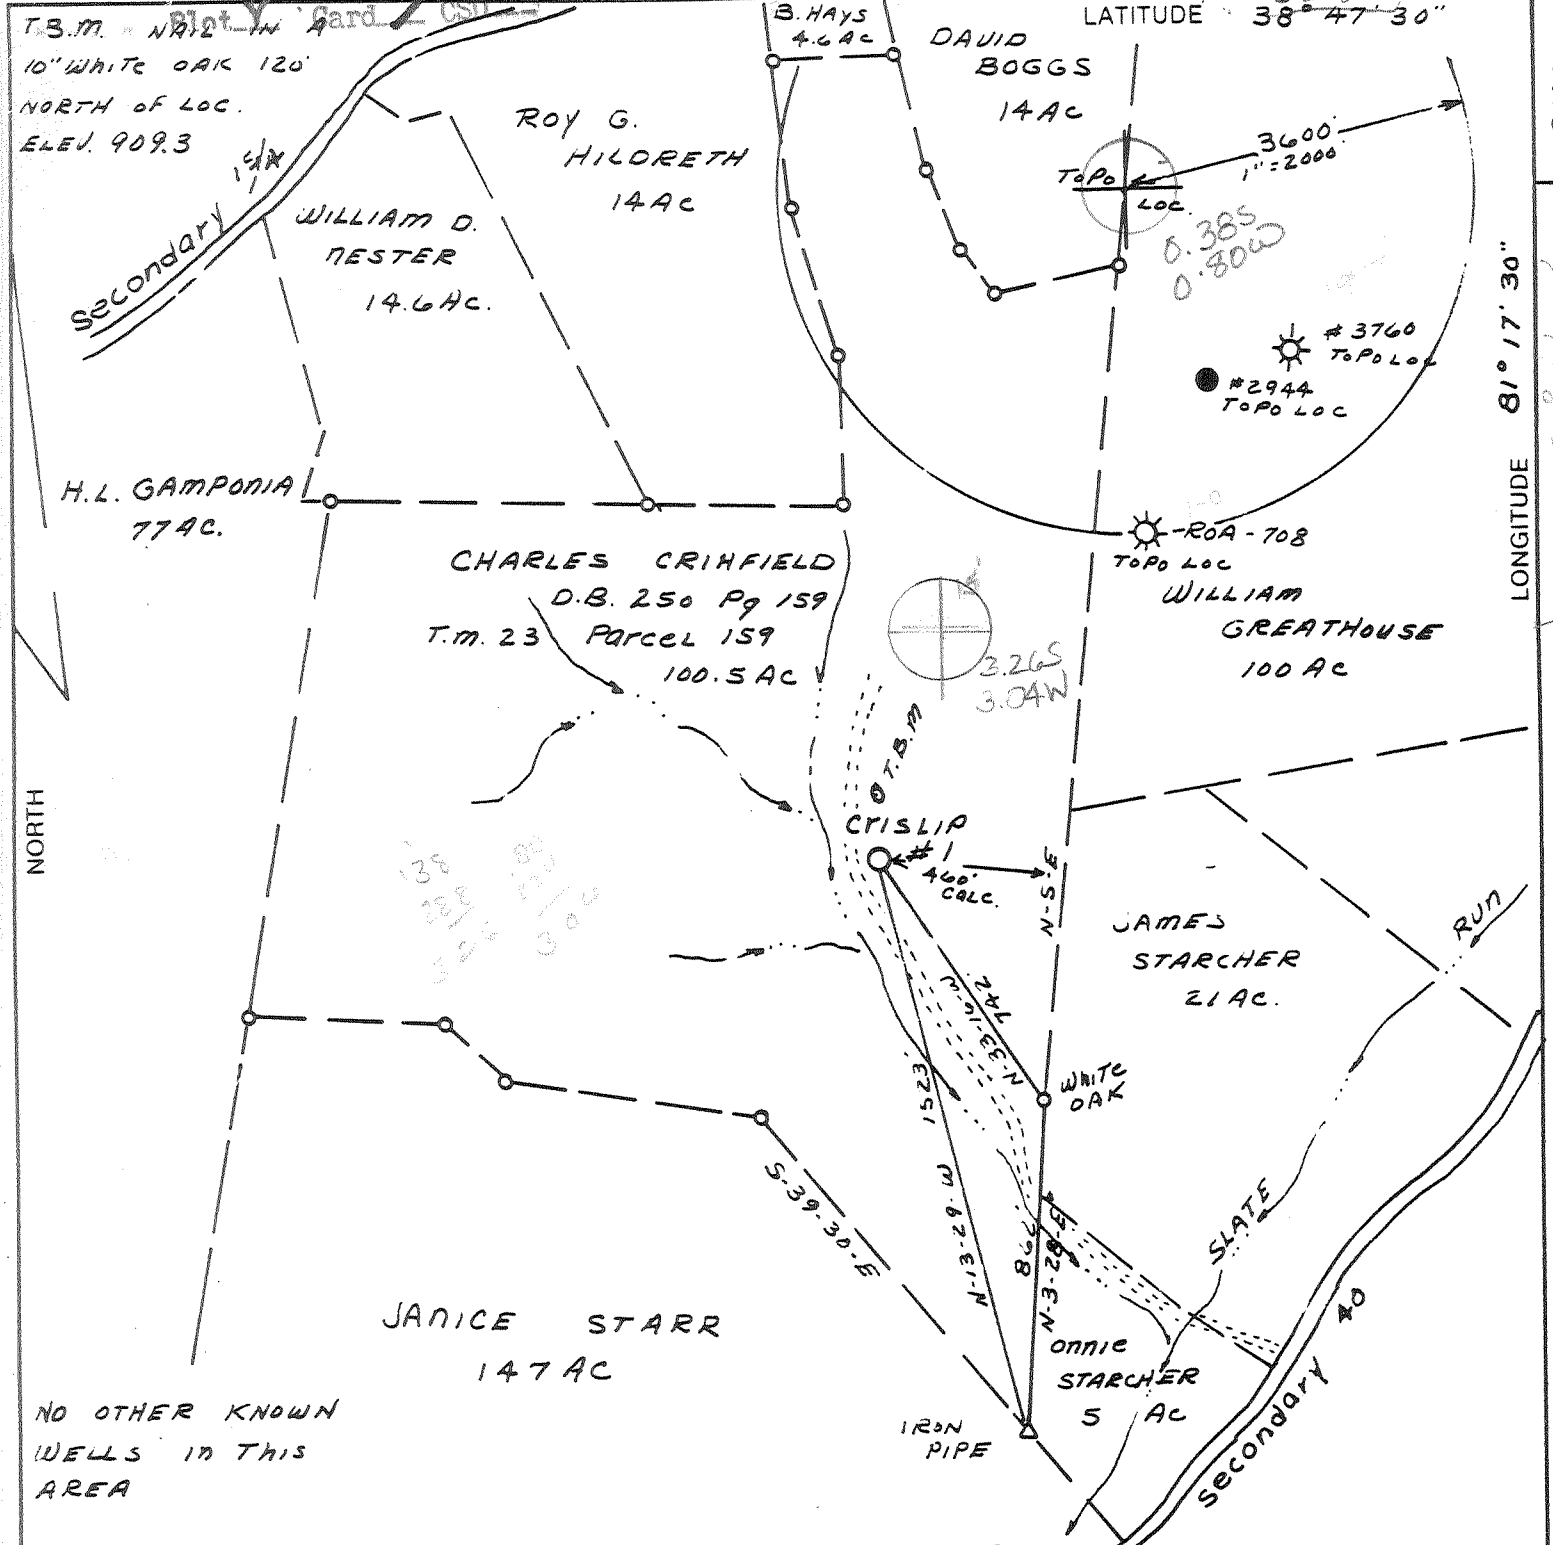 T.B.M. NAIL IN A
10" WHITE OAK 120'
NORTH OF LOC.
ELEV. 909.3
Plat Card CSD
B. HAYS
4.6 AC
DAVID
BOGGS
14 AC
LATITUDE 38° 47' 30"
3600'
1"=2000'
TOPO
LOC.
0.38S
0.80W
ROY G.
HILDRETH
14 AC
WILLIAM D.
NESTER
14.6 AC.
Secondary
# 3760
TOPO LOC
#2944
TOPO LOC
LONGITUDE 81° 17' 30"
H.L. GAMPONIA
77 AC.
ROA-708
TOPO LOC
CHARLES CRIHFIELD
D.B. 250 Pg 159
T.M. 23 Parcel 159
100.5 AC
WILLIAM
GREATHOUSE
100 AC
3.26S
3.04W
T.B.M
NORTH
CRISLIP
#1
460'
CALC.
N-5-E
JAMES
STARCHER
21 AC.
RUN
742'
N-33-16-W
1523'
WHITE
OAK
S-39-30-E
N-13-29-W
N-3-28-E
SLATE
JANICE STARR
147 AC
ONNIE
STARCHER
5 AC
40
Secondary
IRON
PIPE
NO OTHER KNOWN
WELLS IN THIS
AREA